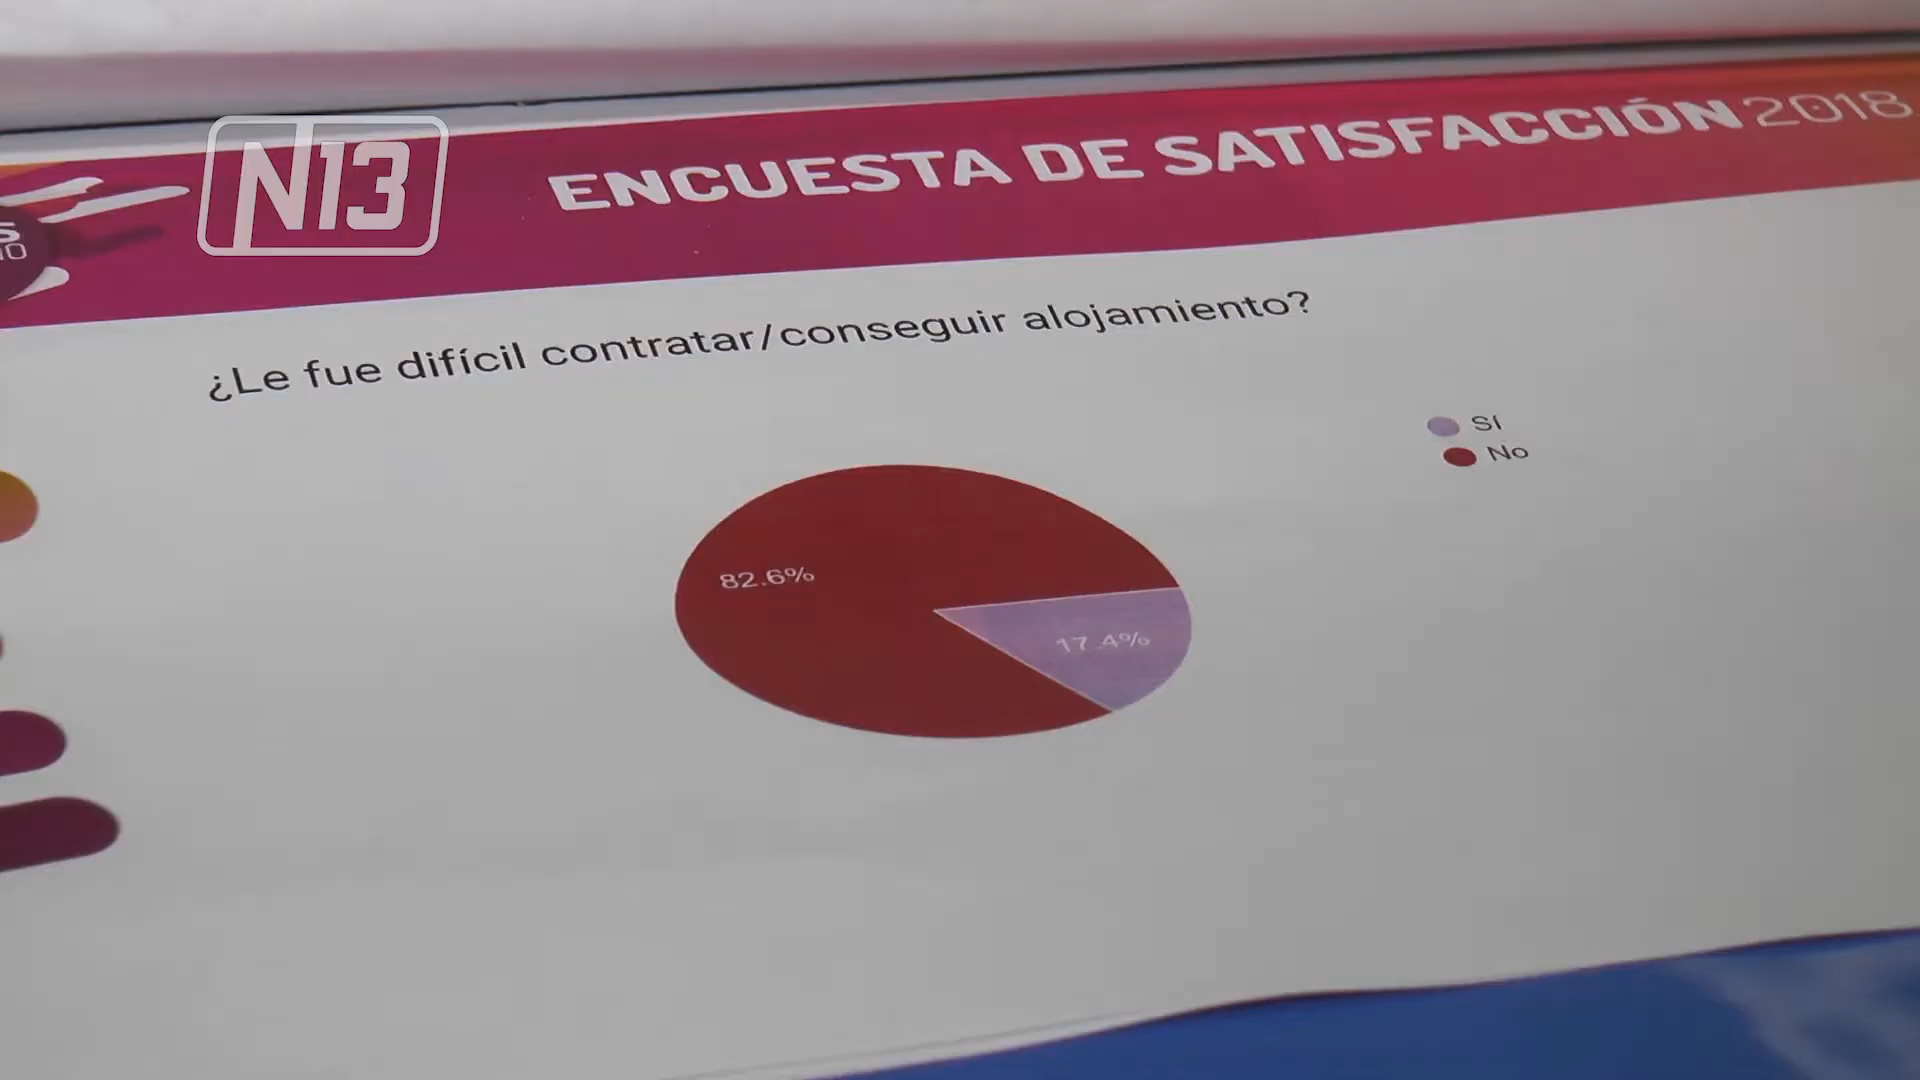 N13
ENCUESTA DE SATISFACCIÓN 2018
¿Le fue difícil contratar/conseguir alojamiento?
Sí
No
82.6%
17.4%